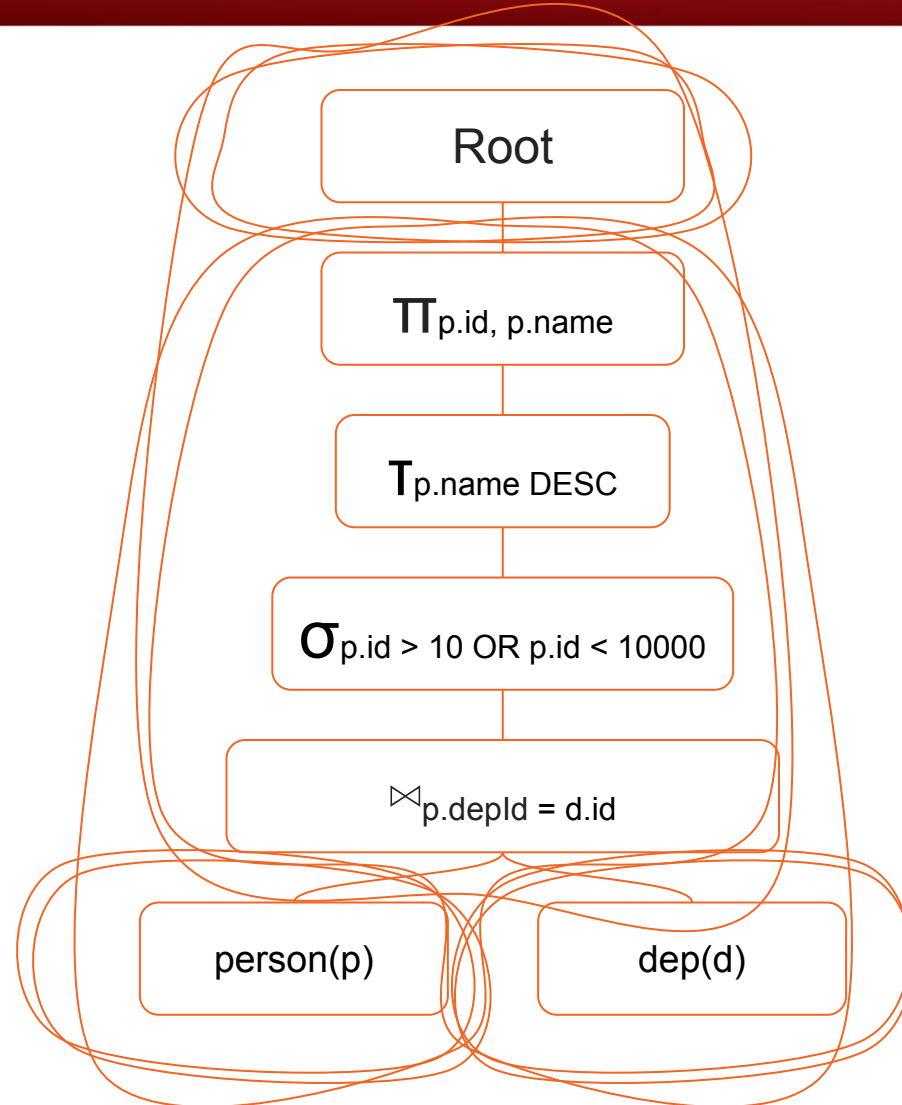 Root
πp.id, p.name
τp.name DESC
σp.id > 10 OR p.id < 10000
⋈p.depId = d.id
person(p)
dep(d)